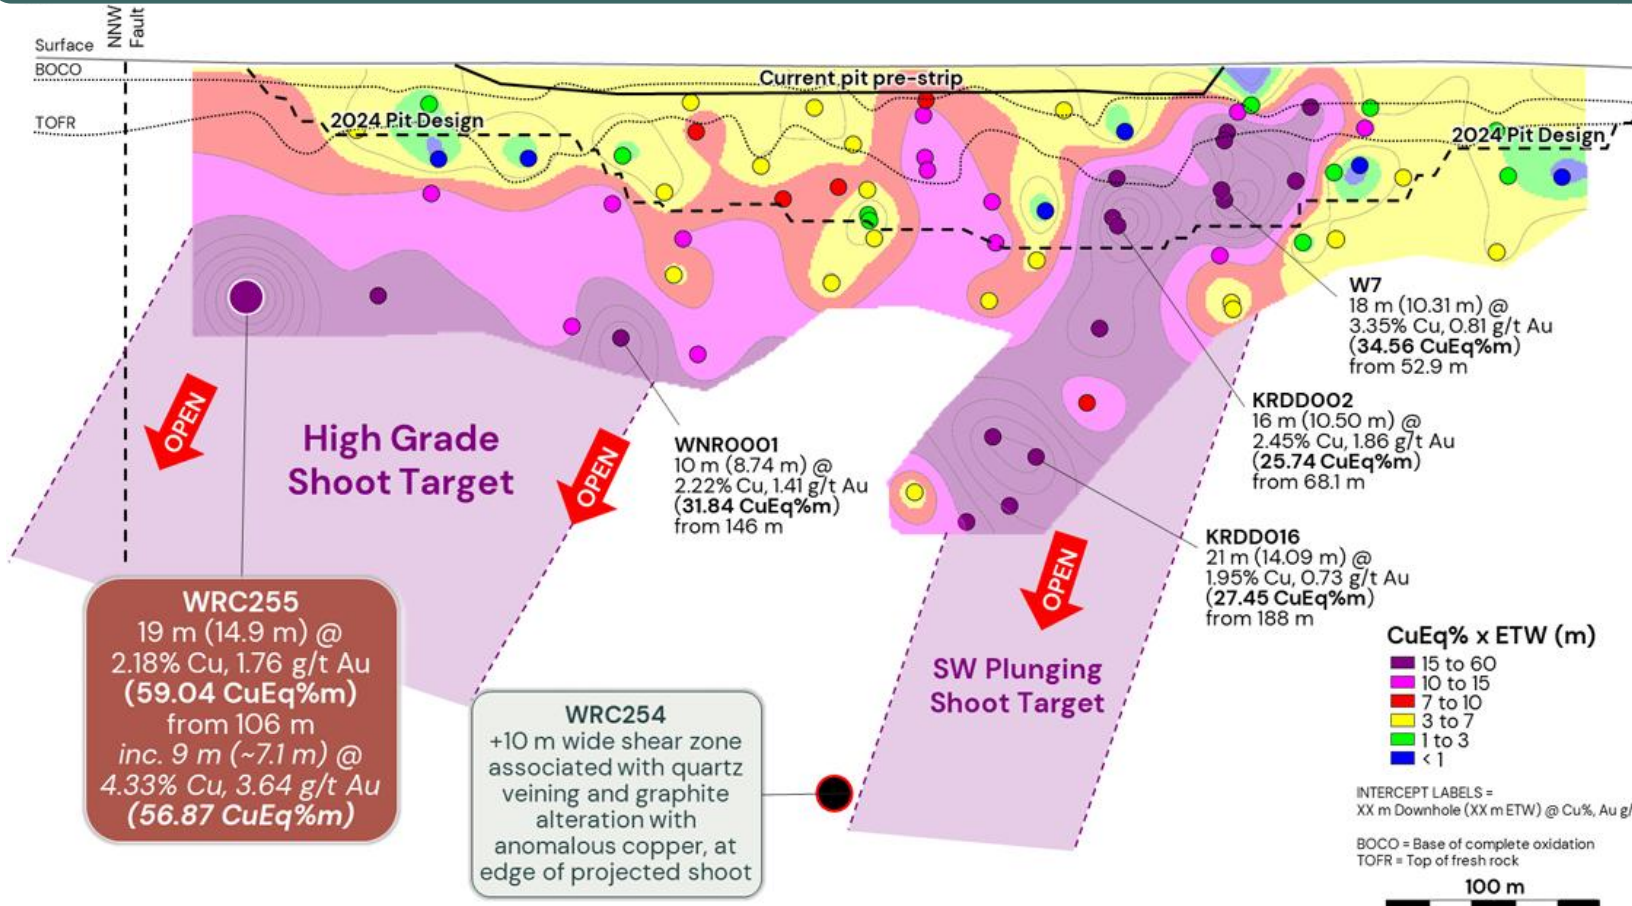 NNW
Fault
Surface
BOCO
TOFR
Current pit pre-strip
2024 Pit Design
2024 Pit Design
OPEN
High Grade
Shoot Target
OPEN
WNR0001
10 m (8.74 m) @
2.22% Cu, 1.41 g/t Au
(31.84 CuEq%m)
from 146 m
W7
18 m (10.31 m) @
3.35% Cu, 0.81 g/t Au
(34.56 CuEq%m)
from 52.9 m
KRDD002
16 m (10.50 m) @
2.45% Cu, 1.86 g/t Au
(25.74 CuEq%m)
from 68.1 m
KRDD016
21 m (14.09 m) @
1.95% Cu, 0.73 g/t Au
(27.45 CuEq%m)
from 188 m
OPEN
SW Plunging
Shoot Target
WRC255
19 m (14.9 m) @
2.18% Cu, 1.76 g/t Au
(59.04 CuEq%m)
from 106 m
inc. 9 m (~7.1 m) @
4.33% Cu, 3.64 g/t Au
(56.87 CuEq%m)
WRC254
+10 m wide shear zone
associated with quartz
veining and graphite
alteration with
anomalous copper, at
edge of projected shoot
CuEq% x ETW (m)
15 to 60
10 to 15
7 to 10
3 to 7
1 to 3
< 1
INTERCEPT LABELS =
XX m Downhole (XX m ETW) @ Cu%, Au g/
BOCO = Base of complete oxidation
TOFR = Top of fresh rock
100 m